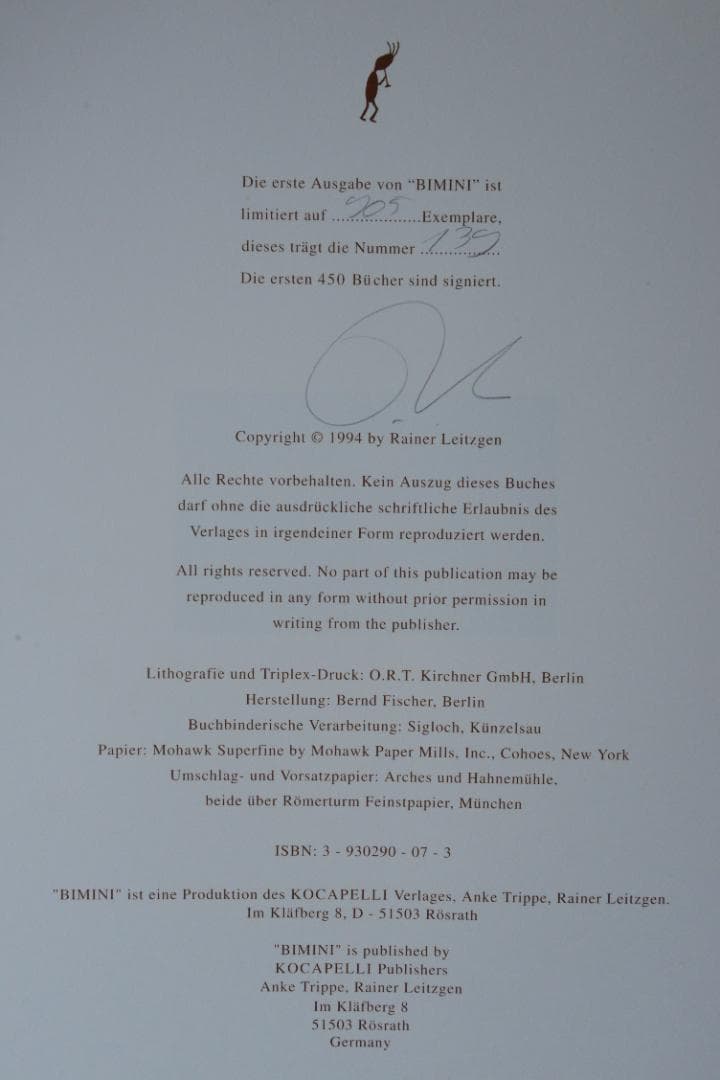 Die erste Ausgabe von “BIMINI” ist
limitiert auf ..................Exemplare,
dieses trägt die Nummer 139
Die ersten 450 Bücher sind signiert.
Copyright © 1994 by Rainer Leitzgen
Alle Rechte vorbehalten. Kein Auszug dieses Buches
darf ohne die ausdrückliche schriftliche Erlaubnis des
Verlages in irgendeiner Form reproduziert werden.
All rights reserved. No part of this publication may be
reproduced in any form without prior permission in
writing from the publisher.
Lithografie und Triplex-Druck: O.R.T. Kirchner GmbH, Berlin
Herstellung: Bernd Fischer, Berlin
Buchbinderische Verarbeitung: Sigloch, Künzelsau
Papier: Mohawk Superfine by Mohawk Paper Mills, Inc., Cohoes, New York
Umschlag- und Vorsatzpapier: Arches und Hahnemühle,
beide über Römerturm Feinstpapier, München
ISBN: 3 - 930290 - 07 - 3
"BIMINI" ist eine Produktion des KOCAPELLI Verlages, Anke Trippe, Rainer Leitzgen.
Im Kläfberg 8, D - 51503 Rösrath
"BIMINI" is published by
KOCAPELLI Publishers
Anke Trippe, Rainer Leitzgen
Im Kläfberg 8
51503 Rösrath
Germany